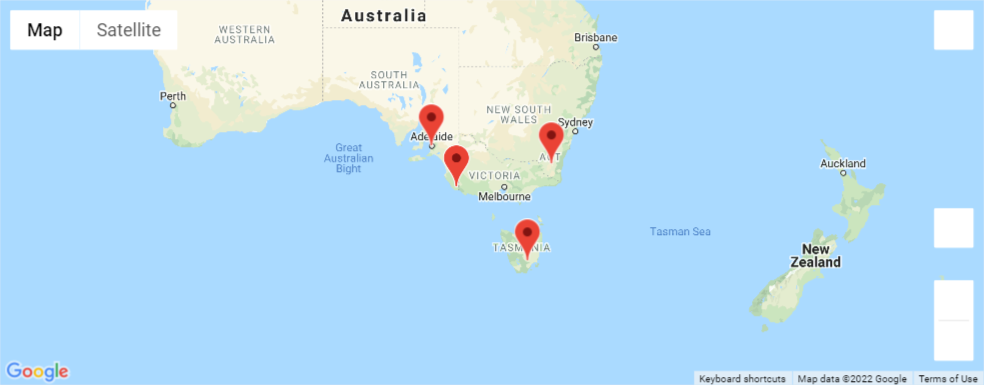 Australia
Map
Satellite
WESTERN
AUSTRALIA
Brisbane
SOUTH
AUSTRALIA
Perth
NEW SOUTH
WALES
Sydney
Adelaide
Great
Australian
Bight
ACT
Auckland
VICTORIA
Melbourne
Tasman Sea
TASMANIA
New
Zealand
Google
Keyboard shortcuts
Map data ©2022 Google
Terms of Use